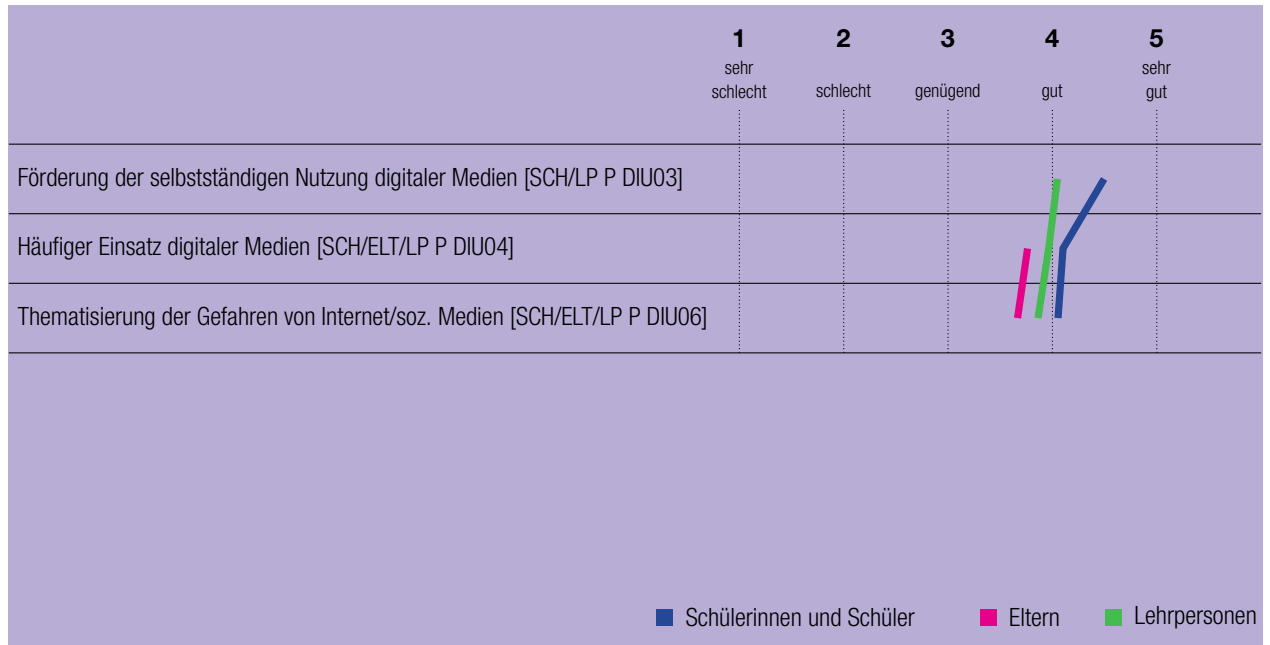 1 2 3 4 5
sehr sehr
schlecht schlecht genügend gut gut
Förderung der selbstständigen Nutzung digitaler Medien [SCH/LP P DIU03]
Häufiger Einsatz digitaler Medien [SCH/ELT/LP P DIU04]
Thematisierung der Gefahren von Internet/soz. Medien [SCH/ELT/LP P DIU06]
Schülerinnen und Schüler Eltern Lehrpersonen